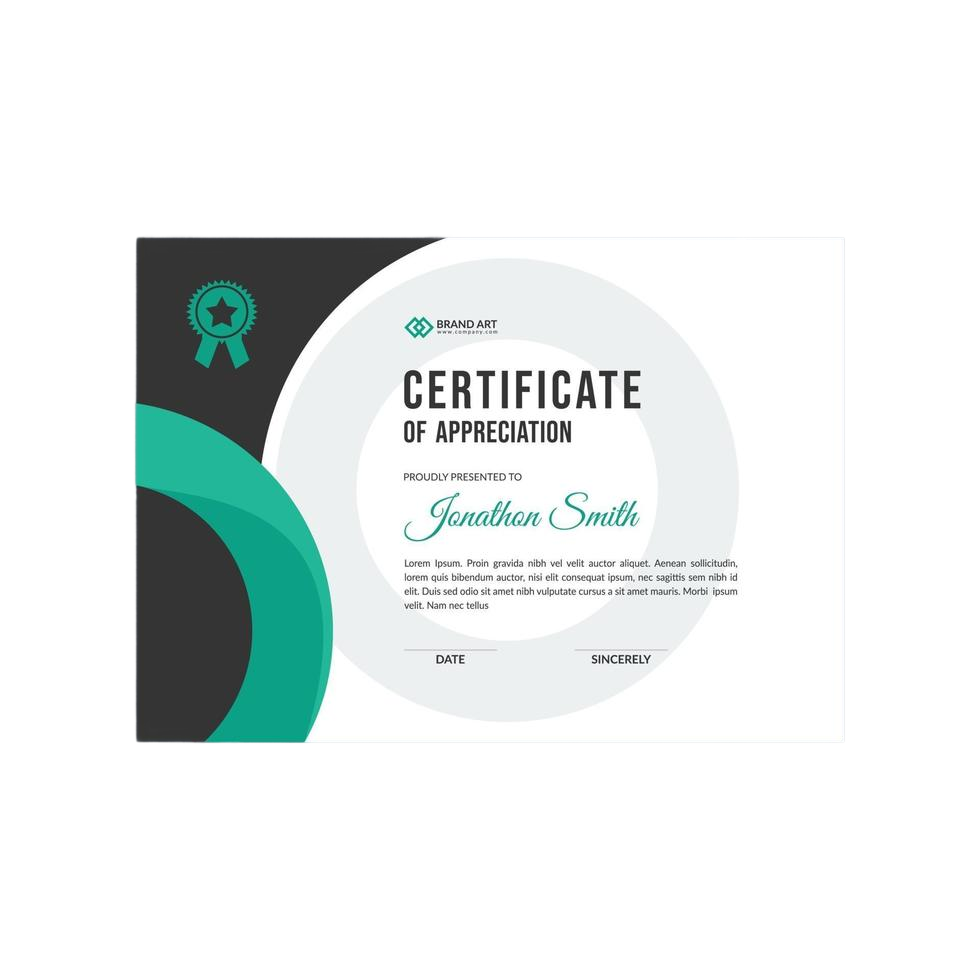 BRAND ART
www.company.com
CERTIFICATE
OF APPRECIATION
PROUDLY PRESENTED TO
Jonathon Smith
Lorem Ipsum. Proin gravida nibh vel velit auctor aliquet. Aenean sollicitudin,
lorem quis bibendum auctor, nisi elit consequat ipsum, nec sagittis sem nibh id
elit. Duis sed odio sit amet nibh vulputate cursus a sit amet mauris. Morbi ipsum
velit. Nam nec tellus
DATE
SINCERELY